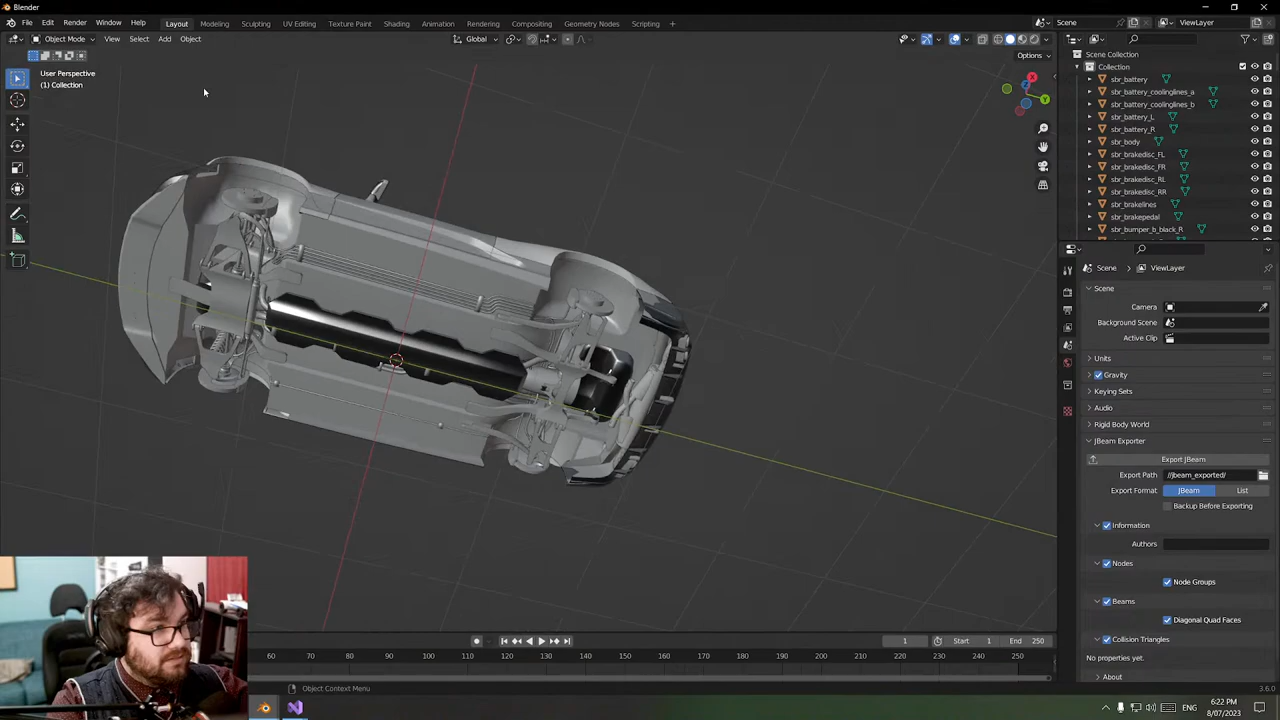 Blender
File Edit Render Window Help
Layout Modeling Sculpting UV Editing Texture Paint Shading Animation Rendering Compositing Geometry Nodes Scripting +
Scene
ViewLayer
Object Mode View Select Add Object
Global
Options
User Perspective
(1) Collection
X
Y
Z
Scene Collection
Collection
sbr_battery
sbr_battery_coolinglines_a
sbr_battery_coolinglines_b
sbr_battery_L
sbr_battery_R
sbr_body
sbr_brakedisc_FL
sbr_brakedisc_FR
sbr_brakedisc_RL
sbr_brakedisc_RR
sbr_brakelines
sbr_brakepedal
sbr_bumper_b_black_R
Scene ViewLayer
Scene
Camera
Background Scene
Active Clip
Units
Gravity
Keying Sets
Audio
Rigid Body World
JBeam Exporter
Export JBeam
Export Path //jbeam_exported/
Export Format JBeam List
Backup Before Exporting
Information
Authors
Nodes
Node Groups
Beams
Diagonal Quad Faces
Collision Triangles
No properties yet.
About
1 Start 1 End 250
60 70 80 90 100 110 120 130 140 150 160 170 180 190 200 210 220 230 240 250
Object Context Menu
3.6.0
ENG
6:22 PM
8/07/2023